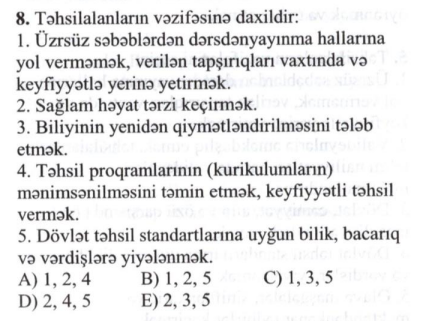 8. Təhsilalanların vəzifəsinə daxildir:
1. Üzrsüz səbəblərdən dərsdənyayınma hallarına
yol verməmək, verilən tapşırıqları vaxtında və
keyfiyyətlə yerinə yetirmək.
2. Sağlam həyat tərzi keçirmək.
3. Biliyinin yenidən qiymətləndirilməsini tələb
etmək.
4. Təhsil proqramlarının (kurikulumların)
mənimsənilməsini təmin etmək, keyfiyyətli təhsil
vermək.
5. Dövlət təhsil standartlarına uyğun bilik, bacarıq
və vərdişlərə yiyələnmək.
A) 1, 2, 4 B) 1, 2, 5 C) 1, 3, 5
D) 2, 4, 5 E) 2, 3, 5